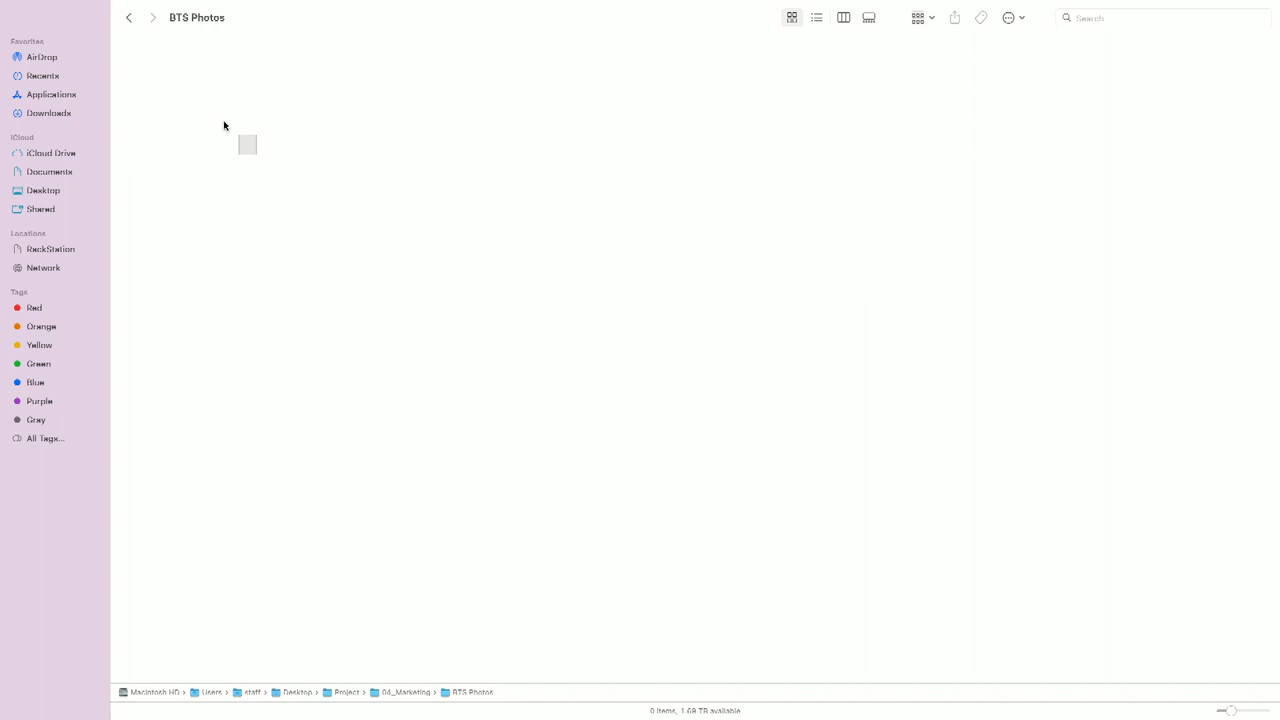 BTS Photos
Search
Favorites
AirDrop
Recents
Applications
Downloads
iCloud
iCloud Drive
Documents
Desktop
Shared
Locations
RackStation
Network
Tags
Red
Orange
Yellow
Green
Blue
Purple
Gray
All Tags...
Macintosh HD › Users › staff › Desktop › Project › 04_Marketing › BTS Photos
0 items, 1.69 TB available